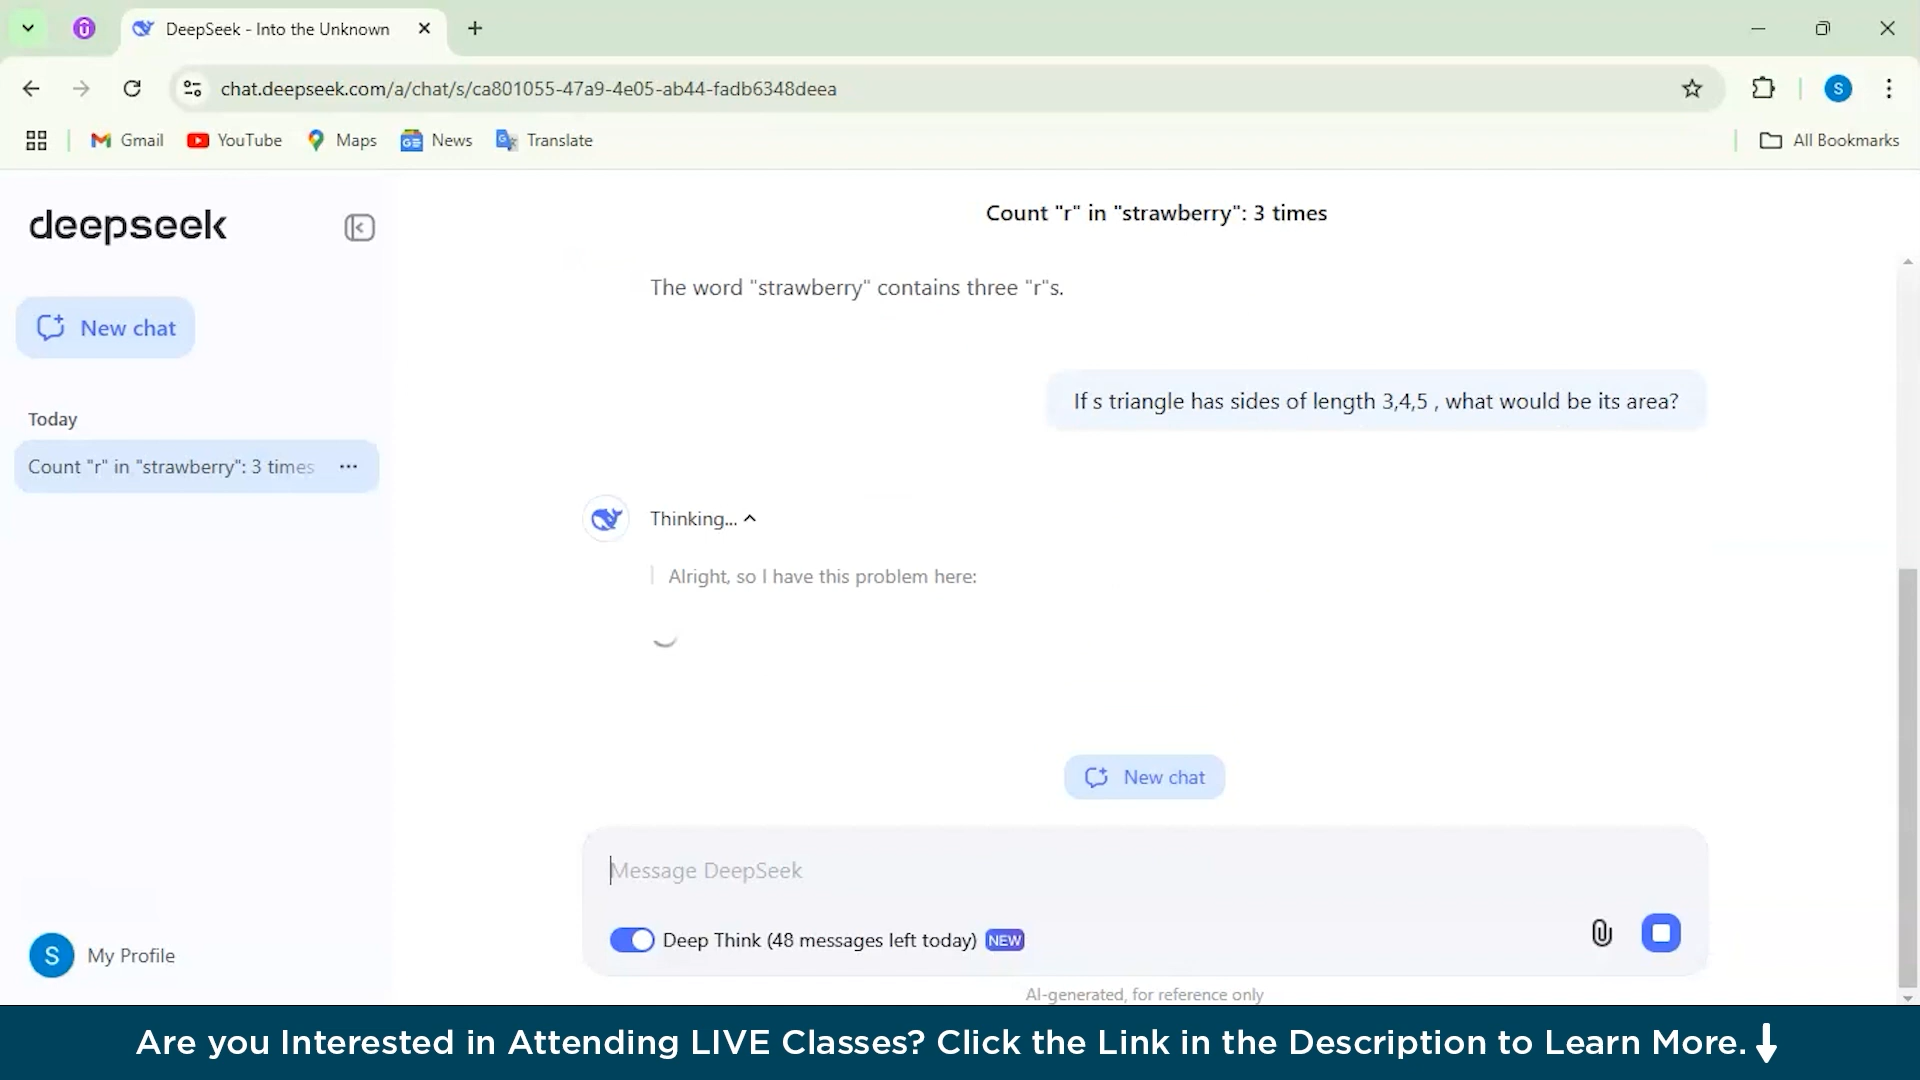 DeepSeek - Into the Unknown
chat.deepseek.com/a/chat/s/ca801055-47a9-4e05-ab44-fadb6348deea
S
Gmail
YouTube
Maps
News
Translate
All Bookmarks
deepseek
Count "r" in "strawberry": 3 times
The word "strawberry" contains three "r"s.
New chat
If s triangle has sides of length 3,4,5 , what would be its area?
Today
Count "r" in "strawberry": 3 times
Thinking...
Alright, so I have this problem here:
New chat
Message DeepSeek
Deep Think (48 messages left today) NEW
S My Profile
AI-generated, for reference only
Are you Interested in Attending LIVE Classes? Click the Link in the Description to Learn More.